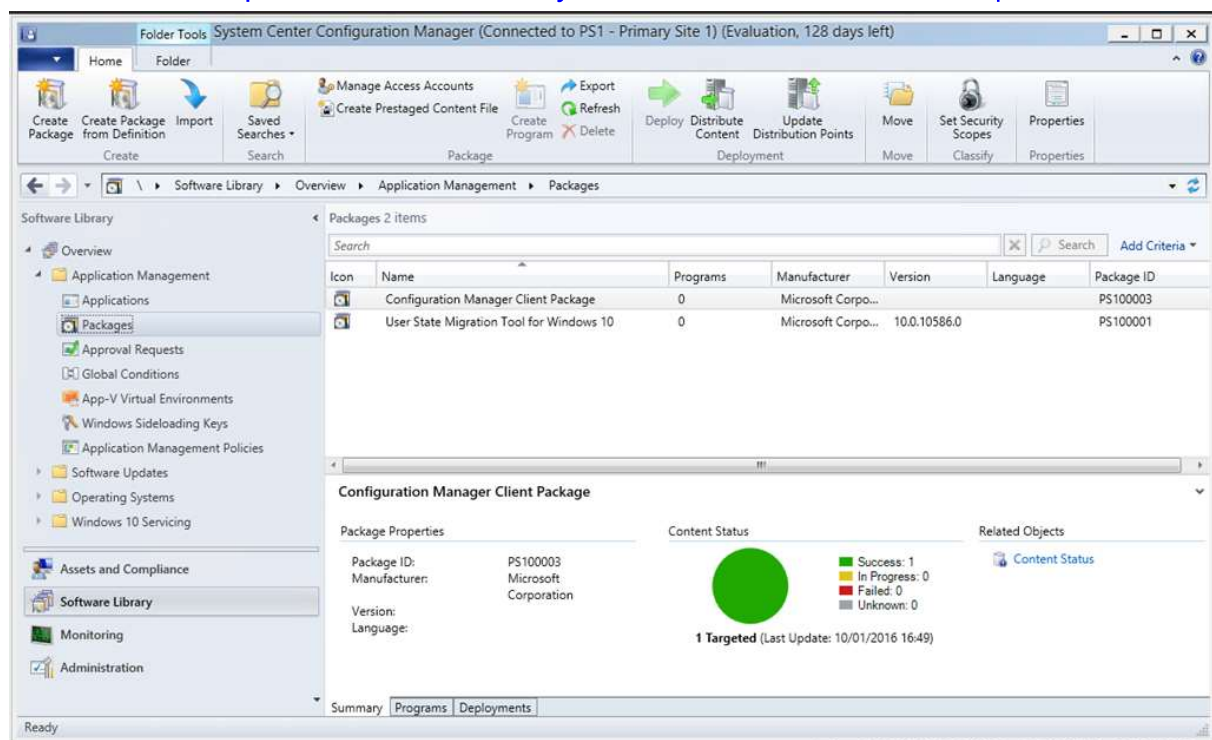 Folder Tools System Center Configuration Manager (Connected to PS1 - Primary Site 1) (Evaluation, 128 days left)
Home Folder
Create Package
Create Package from Definition
Import
Saved Searches
Manage Access Accounts
Create Prestaged Content File
Create Program
Export
Refresh
Delete
Deploy
Distribute Content
Update Distribution Points
Move
Set Security Scopes
Properties
Create Search Package Deployment Move Classify Properties
\ Software Library Overview Application Management Packages
Software Library
Overview
Application Management
Applications
Packages
Approval Requests
Global Conditions
App-V Virtual Environments
Windows Sideloading Keys
Application Management Policies
Software Updates
Operating Systems
Windows 10 Servicing
Assets and Compliance
Software Library
Monitoring
Administration
Packages 2 items
Search Search Add Criteria
Icon Name Programs Manufacturer Version Language Package ID
Configuration Manager Client Package 0 Microsoft Corpo... PS100003
User State Migration Tool for Windows 10 0 Microsoft Corpo... 10.0.10586.0 PS100001
Configuration Manager Client Package
Package Properties
Package ID: PS100003
Manufacturer: Microsoft Corporation
Version:
Language:
Content Status
Success: 1
In Progress: 0
Failed: 0
Unknown: 0
1 Targeted (Last Update: 10/01/2016 16:49)
Related Objects
Content Status
Summary Programs Deployments
Ready